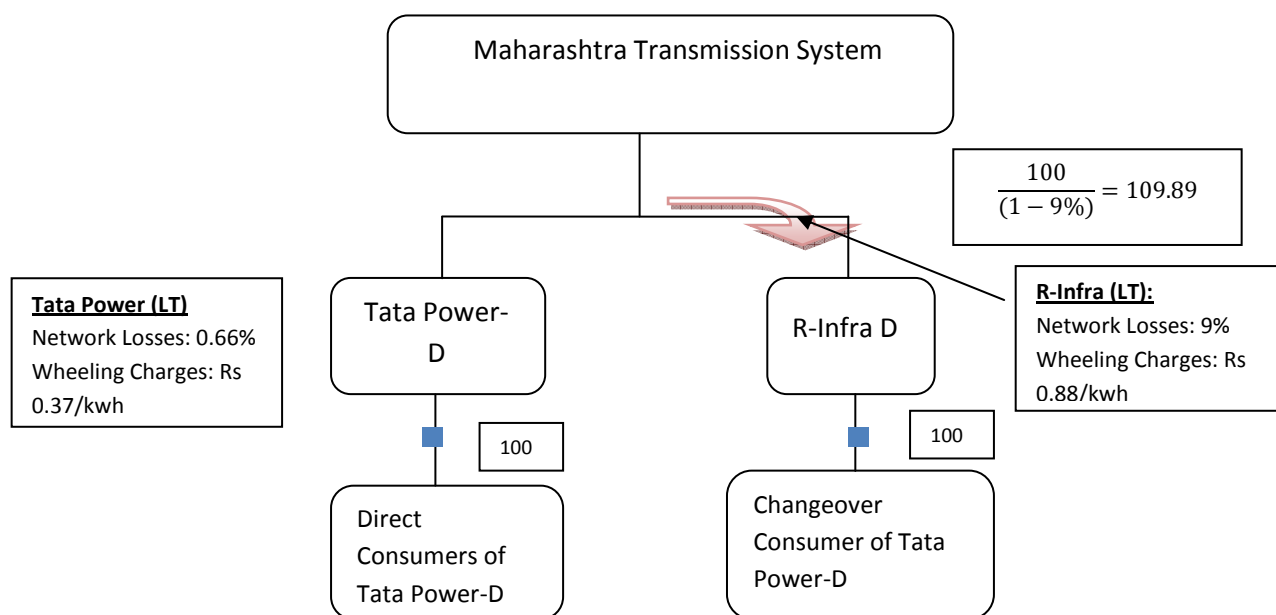 Maharashtra Transmission System
100
(1 − 9%)
= 109.89
Tata Power (LT)
Network Losses: 0.66%
Wheeling Charges: Rs
0.37/kwh
Tata Power-
D
R-Infra D
R-Infra (LT):
Network Losses: 9%
Wheeling Charges: Rs
0.88/kwh
100
100
Direct
Consumers of
Tata Power-D
Changeover
Consumer of Tata
Power-D